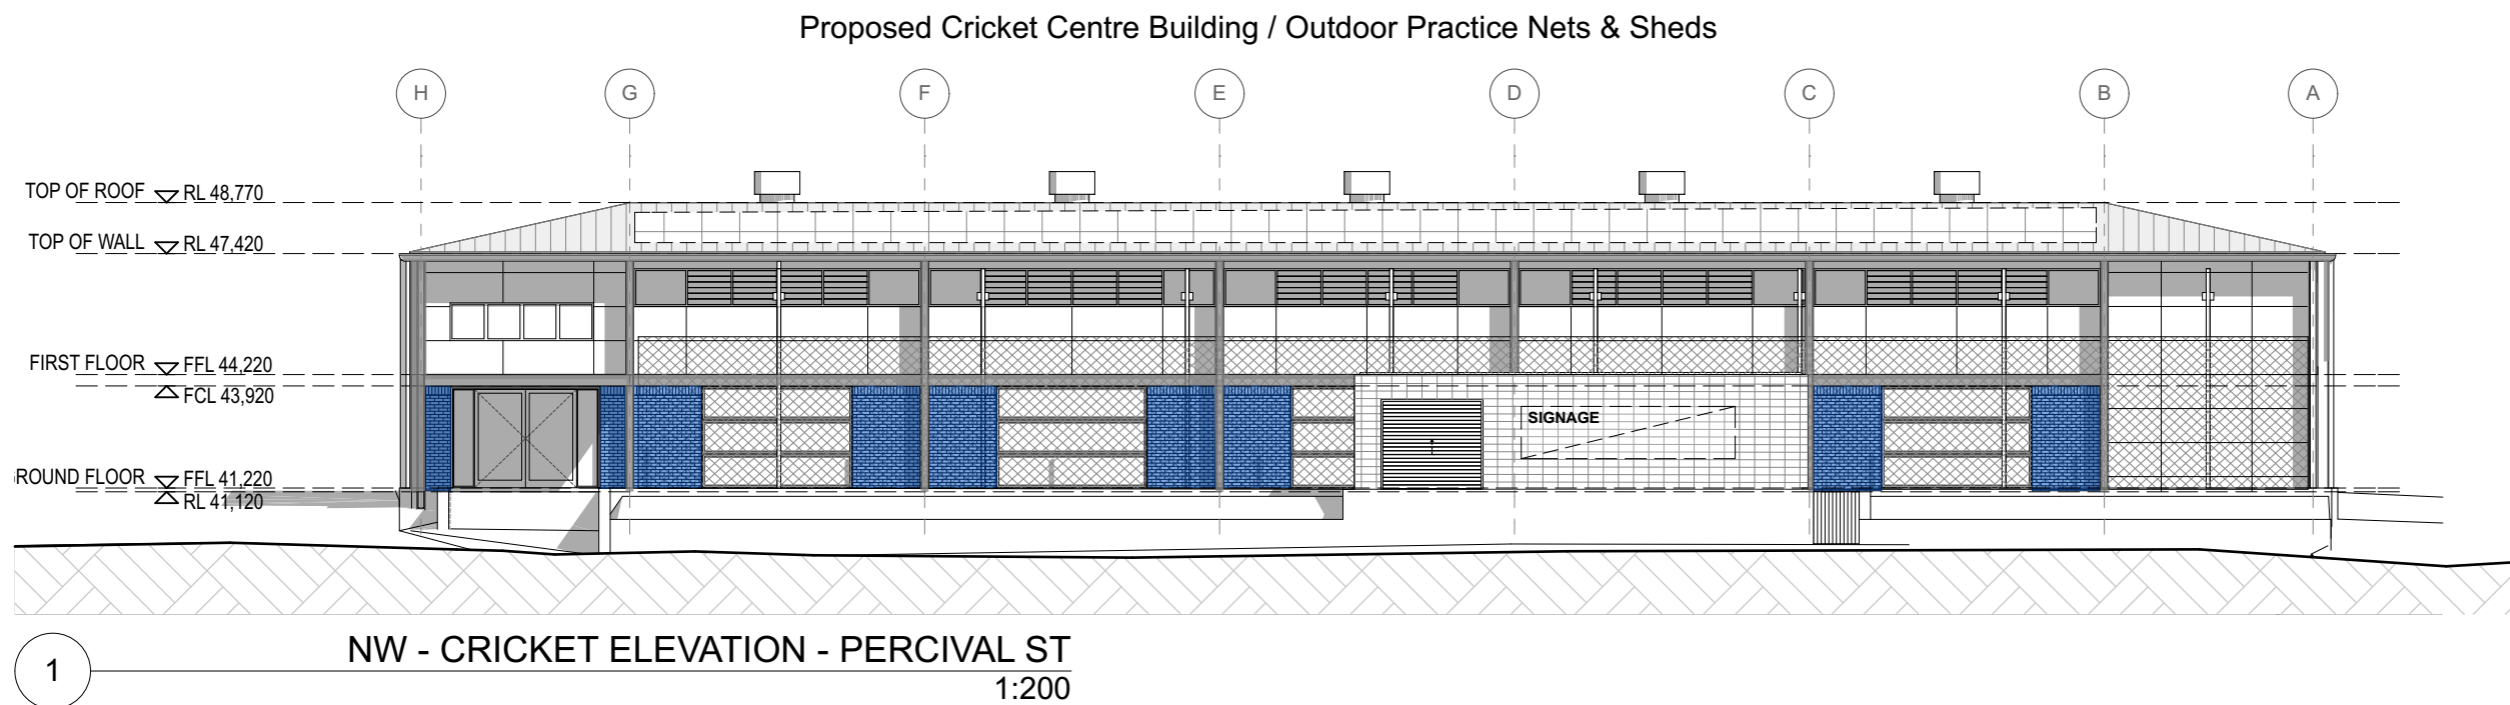 Proposed Cricket Centre Building / Outdoor Practice Nets & Sheds
H G F E D C B A
TOP OF ROOF RL 48,770
TOP OF WALL RL 47,420
FIRST FLOOR FFL 44,220
FCL 43,920
SIGNAGE
ROUND FLOOR FFL 41,220
RL 41,120
1 NW - CRICKET ELEVATION - PERCIVAL ST
1:200